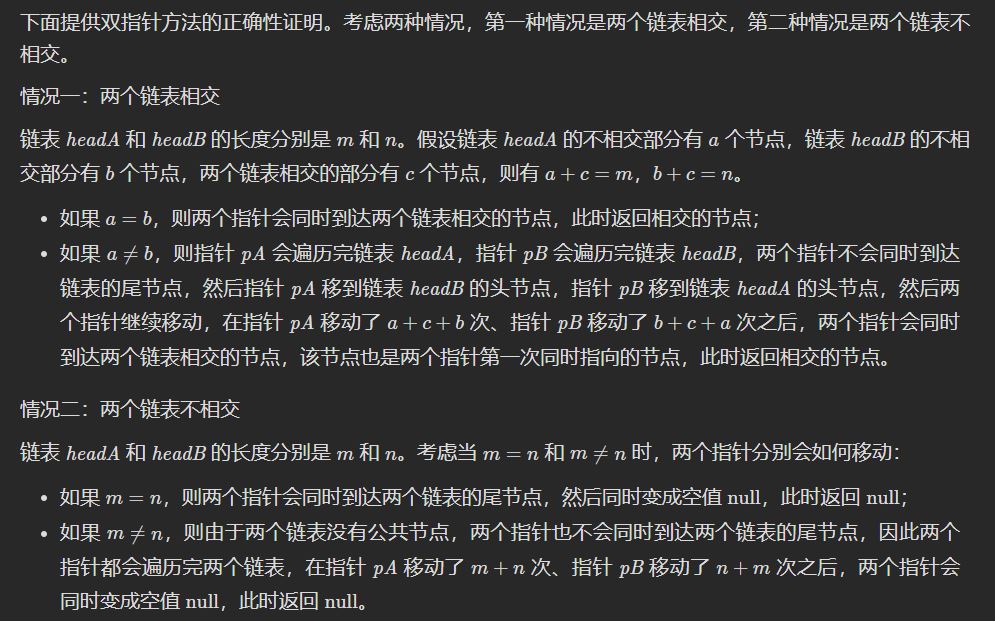 下面提供双指针方法的正确性证明。考虑两种情况，第一种情况是两个链表相交，第二种情况是两个链表不
相交。
情况一：两个链表相交
链表 headA 和 headB 的长度分别是 m 和 n。假设链表 headA 的不相交部分有 a 个节点，链表 headB 的不相
交部分有 b 个节点，两个链表相交的部分有 c 个节点，则有 a + c = m，b + c = n。
• 如果 a = b，则两个指针会同时到达两个链表相交的节点，此时返回相交的节点；
• 如果 a ≠ b，则指针 pA 会遍历完链表 headA，指针 pB 会遍历完链表 headB，两个指针不会同时到达
链表的尾节点，然后指针 pA 移到链表 headB 的头节点，指针 pB 移到链表 headA 的头节点，然后两
个指针继续移动，在指针 pA 移动了 a + c + b 次、指针 pB 移动了 b + c + a 次之后，两个指针会同时
到达两个链表相交的节点，该节点也是两个指针第一次同时指向的节点，此时返回相交的节点。
情况二：两个链表不相交
链表 headA 和 headB 的长度分别是 m 和 n。考虑当 m = n 和 m ≠ n 时，两个指针分别会如何移动：
• 如果 m = n，则两个指针会同时到达两个链表的尾节点，然后同时变成空值 null，此时返回 null；
• 如果 m ≠ n，则由于两个链表没有公共节点，两个指针也不会同时到达两个链表的尾节点，因此两个
指针都会遍历完两个链表，在指针 pA 移动了 m + n 次、指针 pB 移动了 n + m 次之后，两个指针会
同时变成空值 null，此时返回 null。